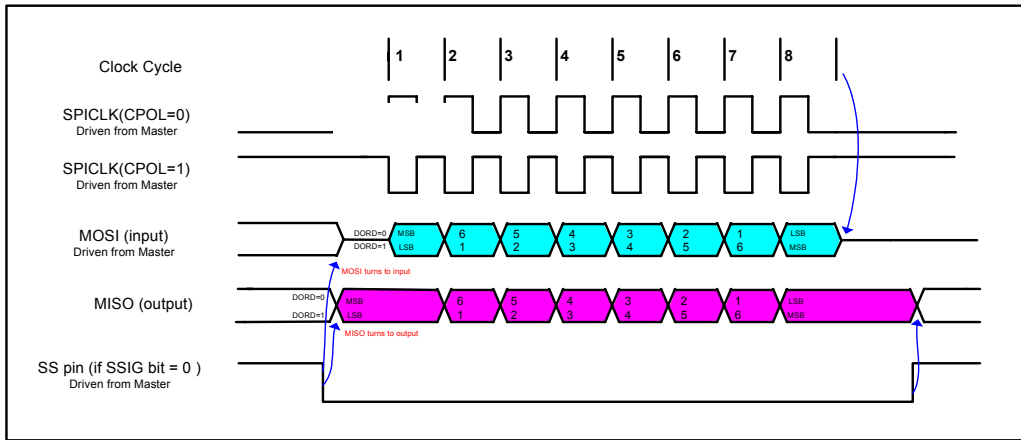 Clock Cycle
1 2 3 4 5 6 7 8
SPICLK(CPOL=0)
Driven from Master
SPICLK(CPOL=1)
Driven from Master
MOSI (input)
Driven from Master
DORD=0 MSB 6 5 4 3 2 1 LSB
DORD=1 LSB 1 2 3 4 5 6 MSB
MOSI turns to input
MISO (output)
DORD=0 MSB 6 5 4 3 2 1 LSB
DORD=1 LSB 1 2 3 4 5 6 MSB
MISO turns to output
SS pin (if SSIG bit = 0 )
Driven from Master